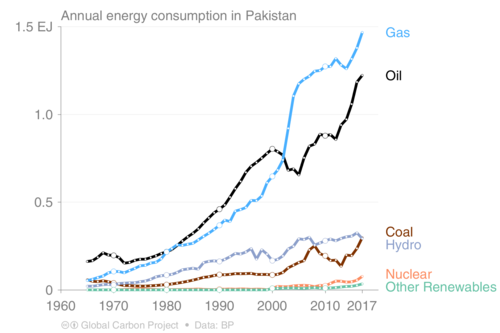 Annual energy consumption in Pakistan
1.5 EJ
Gas
Oil
1.0
0.5
Coal
Hydro
Nuclear
Other Renewables
0
1960 1970 1980 1990 2000 2010 2017
Global Carbon Project • Data: BP